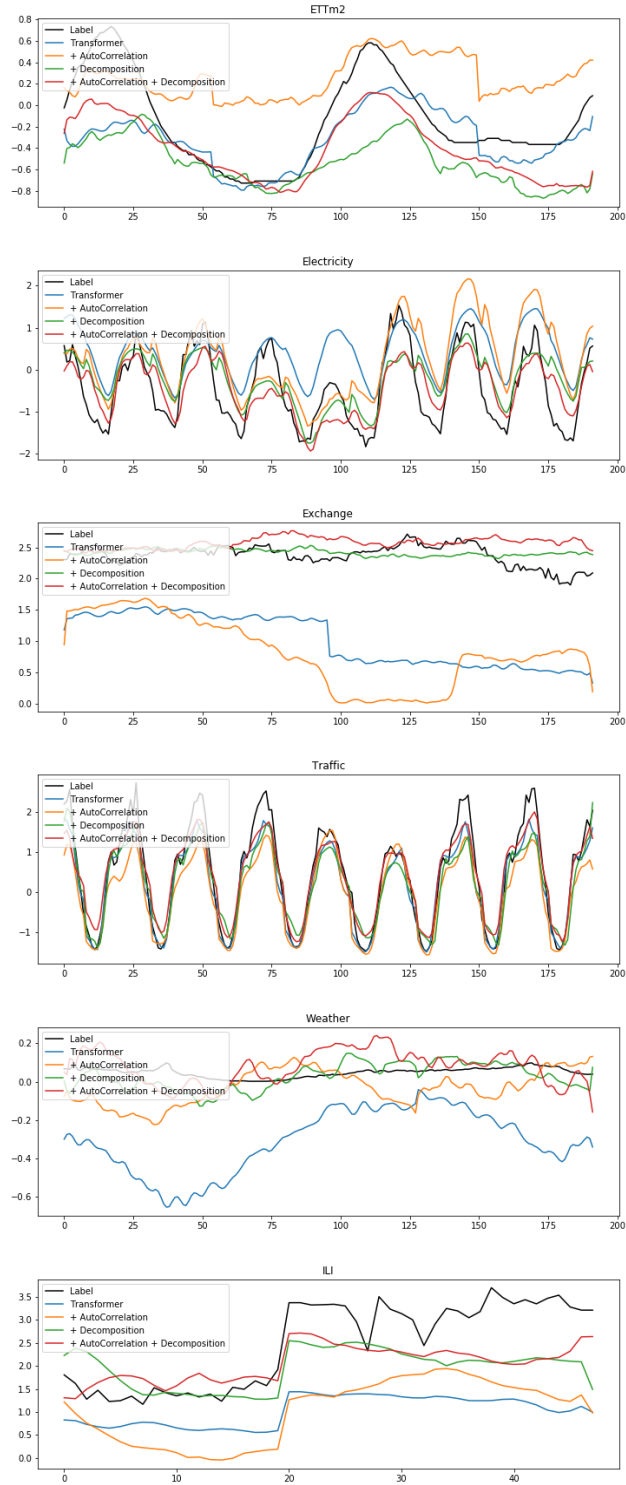 ETTm2
Label
Transformer
+ AutoCorrelation
+ Decomposition
+ AutoCorrelation + Decomposition
0.8
0.6
0.4
0.2
0.0
−0.2
−0.4
−0.6
−0.8
0 25 50 75 100 125 150 175 200
Electricity
Label
Transformer
+ AutoCorrelation
+ Decomposition
+ AutoCorrelation + Decomposition
2
1
0
−1
−2
0 25 50 75 100 125 150 175 200
Exchange
Label
Transformer
+ AutoCorrelation
+ Decomposition
+ AutoCorrelation + Decomposition
2.5
2.0
1.5
1.0
0.5
0.0
0 25 50 75 100 125 150 175 200
Traffic
Label
Transformer
+ AutoCorrelation
+ Decomposition
+ AutoCorrelation + Decomposition
2
1
0
−1
0 25 50 75 100 125 150 175 200
Weather
Label
Transformer
+ AutoCorrelation
+ Decomposition
+ AutoCorrelation + Decomposition
0.2
0.0
−0.2
−0.4
−0.6
0 25 50 75 100 125 150 175 200
ILI
Label
Transformer
+ AutoCorrelation
+ Decomposition
+ AutoCorrelation + Decomposition
3.5
3.0
2.5
2.0
1.5
1.0
0.5
0.0
0 10 20 30 40